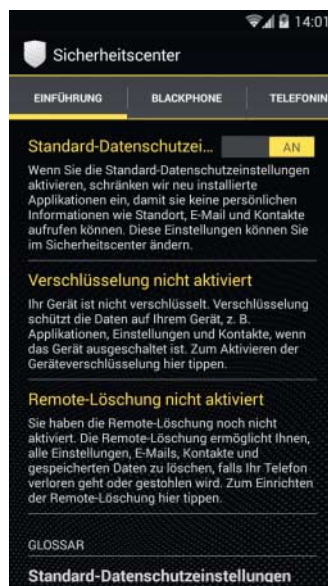 14:01
Sicherheitscenter
EINFÜHRUNG BLACKPHONE TELEFONIN
Standard-Datenschutzei... AN
Wenn Sie die Standard-Datenschutzeinstellungen
aktivieren, schränken wir neu installierte
Applikationen ein, damit sie keine persönlichen
Informationen wie Standort, E-Mail und Kontakte
aufrufen können. Diese Einstellungen können Sie
im Sicherheitscenter ändern.
Verschlüsselung nicht aktiviert
Ihr Gerät ist nicht verschlüsselt. Verschlüsselung
schützt die Daten auf Ihrem Gerät, z. B.
Applikationen, Einstellungen und Kontakte, wenn
das Gerät ausgeschaltet ist. Zum Aktivieren der
Geräteverschlüsselung hier tippen.
Remote-Löschung nicht aktiviert
Sie haben die Remote-Löschung noch nicht
aktiviert. Die Remote-Löschung ermöglicht Ihnen,
alle Einstellungen, E-Mails, Kontakte und
gespeicherten Daten zu löschen, falls Ihr Telefon
verloren geht oder gestohlen wird. Zum Einrichten
der Remote-Löschung hier tippen.
GLOSSAR
Standard-Datenschutzeinstellungen